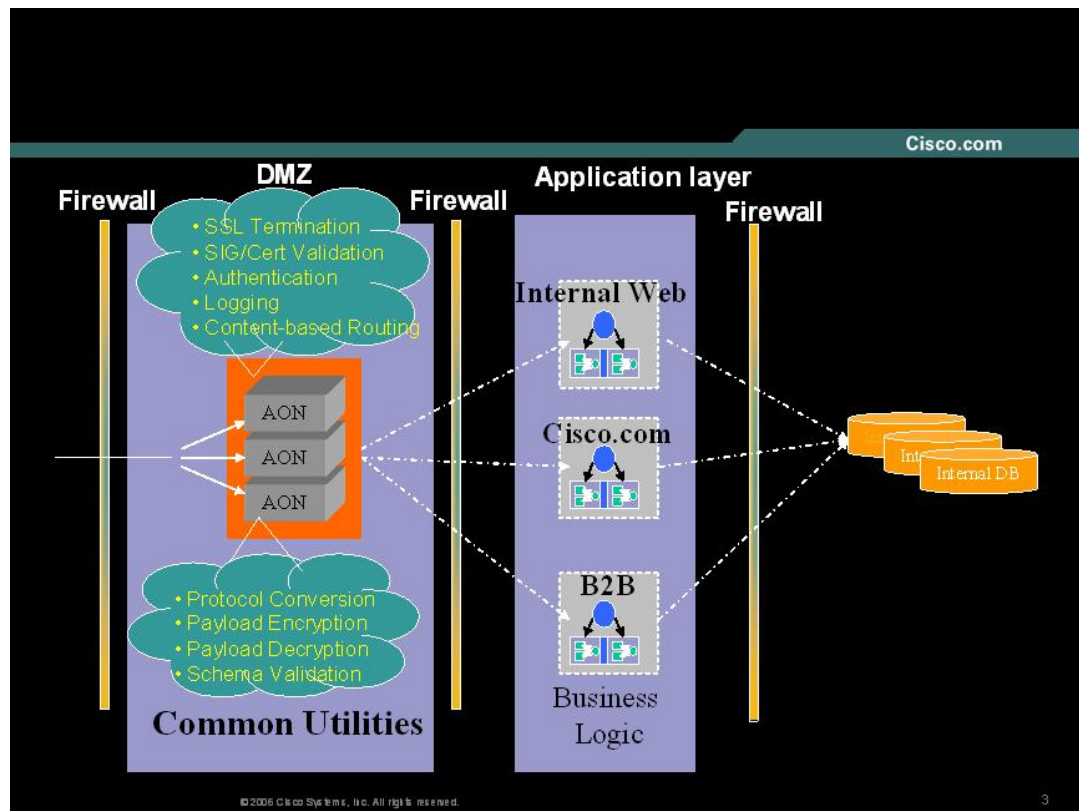 Cisco.com
DMZ
Firewall
Firewall
Application layer
Firewall
• SSL Termination
• SIG/Cert Validation
• Authentication
• Logging
• Content-based Routing
AON
AON
AON
• Protocol Conversion
• Payload Encryption
• Payload Decryption
• Schema Validation
Common Utilities
Internal Web
Cisco.com
B2B
Business
Logic
Internal DB
© 2006 Cisco Systems, Inc. All rights reserved.
3